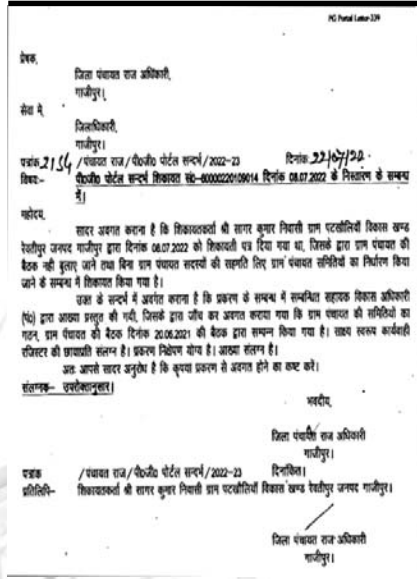 PG Portal Letter-339
प्रेषक,
जिला पंचायत राज अधिकारी,
गाजीपुर।
सेवा में,
जिलाधिकारी,
गाजीपुर।
पत्रांक 2154 /पंचायत राज/पी0जी0 पोर्टल सन्दर्भ/2022-23 दिनांक 22/07/22.
विषय:- पी0जी0 पोर्टल सन्दर्भ शिकायत सं0-60000220109014 दिनांक 08.07.2022 के निस्तारण के सम्बन्ध
में।
महोदय,
सादर अवगत कराना है कि शिकायतकर्ता श्री सागर कुमार निवासी ग्राम पटखौलियाँ विकास खण्ड
रेवतीपुर जनपद गाजीपुर द्वारा दिनांक 08.07.2022 को शिकायती पत्र दिया गया था, जिसके द्वारा ग्राम पंचायत की
बैठक नही बुलाए जाने तथा बिना ग्राम पंचायत सदस्यों की सहमति लिए ग्राम पंचायत समितियों का निर्धारण किया
जाने के सम्बन्ध में शिकायत किया गया है।
उक्त के सन्दर्भ में अवगत कराना है कि प्रकरण के सम्बन्ध में सम्बन्धित सहायक विकास अधिकारी
(पं0) द्वारा आख्या प्रस्तुत की गयी, जिसके द्वारा जाँच कर अवगत कराया गया कि ग्राम पंचायत की समितियों का
गठन, ग्राम पंचायत की बैठक दिनांक 20.06.2021 की बैठक द्वारा सम्पन्न किया गया है। साक्ष्य स्वरूप कार्यवाही
रजिस्टर की छायाप्रति संलग्न है। प्रकरण निक्षेपण योग्य है। आख्या संलग्न है।
अतः आपसे सादर अनुरोध है कि कृपया प्रकरण से अवगत होने का कष्ट करे।
संलग्नक- उपरोक्तानुसार।
भवदीय,
जिला पंचायत राज अधिकारी
गाजीपुर।
पत्रांक /पंचायत राज/पी0जी0 पोर्टल सन्दर्भ/2022-23 दिनांकित।
प्रतिलिपि- शिकायतकर्ता श्री सागर कुमार निवासी ग्राम पटखौलियाँ विकास खण्ड रेवतीपुर जनपद गाजीपुर।
जिला पंचायत राज अधिकारी
गाजीपुर।